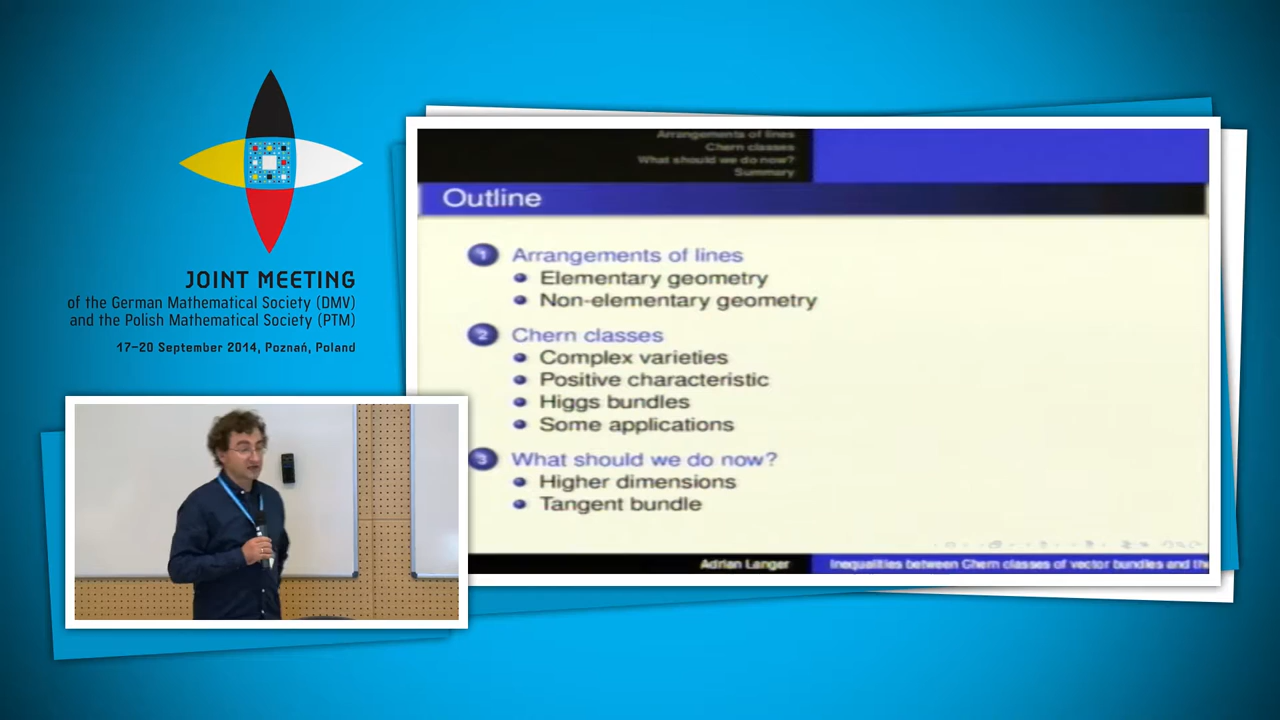 JOINT MEETING
of the German Mathematical Society (DMV)
and the Polish Mathematical Society (PTM)
17–20 September 2014, Poznań, Poland
Arrangements of lines
Chern classes
What should we do now?
Summary
Outline
1 Arrangements of lines
Elementary geometry
Non-elementary geometry
2 Chern classes
Complex varieties
Positive characteristic
Higgs bundles
Some applications
3 What should we do now?
Higher dimensions
Tangent bundle
Adrian Langer
Inequalities between Chern classes of vector bundles and the